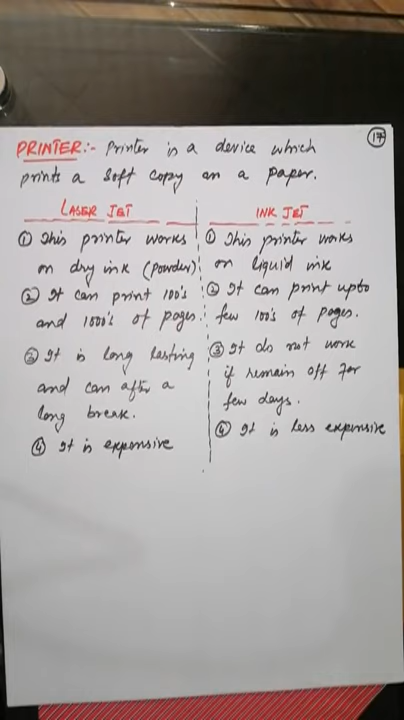 17
PRINTER:- Printer is a device which
prints a soft copy on a paper.
LASER JET
① This printer works
on dry ink (powder)
② It can print 100's
and 1000's of pages.
③ It is long lasting
and can after a
long break.
④ It is expensive
INK JET
① This printer works
on liquid ink
② It can print upto
few 100's of pages.
③ It do not work
if remain off for
few days.
④ It is less expensive